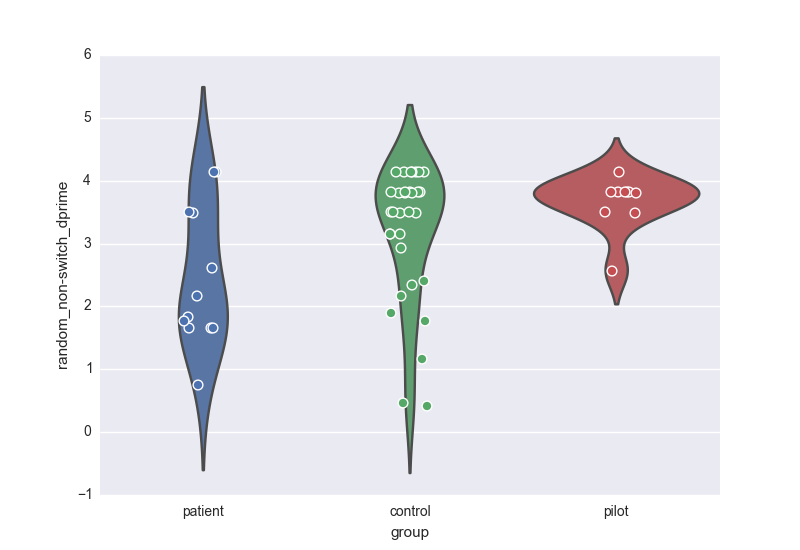 6
5
4
3
2
1
0
−1
random_non-switch_dprime
patient control pilot
group